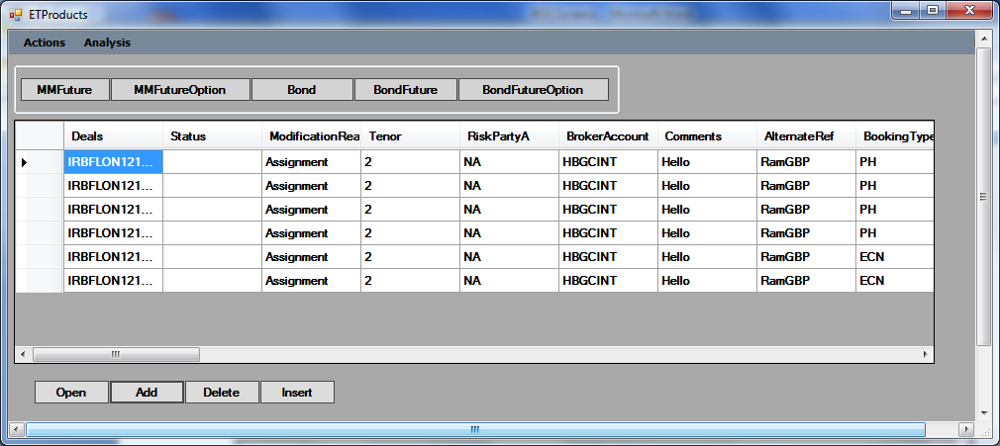 ETProducts
Actions Analysis
MMFuture MMFutureOption Bond BondFuture BondFutureOption
Deals Status ModificationRea Tenor RiskPartyA BrokerAccount Comments AlternateRef BookingType
IRBFLON121... Assignment 2 NA HBGCINT Hello RamGBP PH
IRBFLON121... Assignment 2 NA HBGCINT Hello RamGBP PH
IRBFLON121... Assignment 2 NA HBGCINT Hello RamGBP PH
IRBFLON121... Assignment 2 NA HBGCINT Hello RamGBP PH
IRBFLON121... Assignment 2 NA HBGCINT Hello RamGBP ECN
IRBFLON121... Assignment 2 NA HBGCINT Hello RamGBP ECN
Open Add Delete Insert